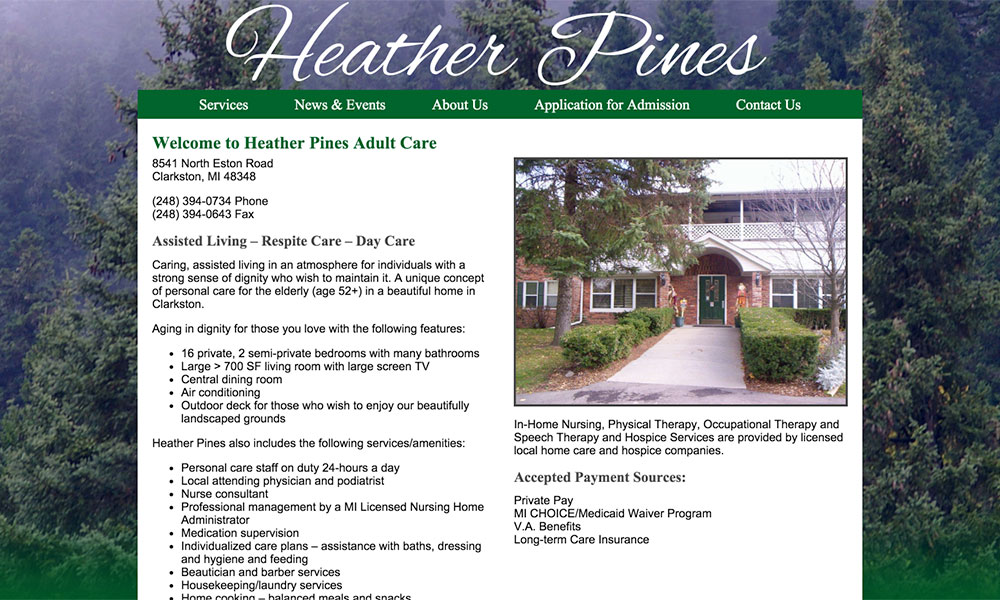 Heather Pines
Services
News & Events
About Us
Application for Admission
Contact Us
Welcome to Heather Pines Adult Care
8541 North Eston Road
Clarkston, MI 48348
(248) 394-0734 Phone
(248) 394-0643 Fax
Assisted Living – Respite Care – Day Care
Caring, assisted living in an atmosphere for individuals with a
strong sense of dignity who wish to maintain it. A unique concept
of personal care for the elderly (age 52+) in a beautiful home in
Clarkston.
Aging in dignity for those you love with the following features:
• 16 private, 2 semi-private bedrooms with many bathrooms
• Large > 700 SF living room with large screen TV
• Central dining room
• Air conditioning
• Outdoor deck for those who wish to enjoy our beautifully
landscaped grounds
Heather Pines also includes the following services/amenities:
• Personal care staff on duty 24-hours a day
• Local attending physician and podiatrist
• Nurse consultant
• Professional management by a MI Licensed Nursing Home
Administrator
• Medication supervision
• Individualized care plans – assistance with baths, dressing
and hygiene and feeding
• Beautician and barber services
• Housekeeping/laundry services
• Home cooking – balanced meals and snacks
In-Home Nursing, Physical Therapy, Occupational Therapy and
Speech Therapy and Hospice Services are provided by licensed
local home care and hospice companies.
Accepted Payment Sources:
Private Pay
MI CHOICE/Medicaid Waiver Program
V.A. Benefits
Long-term Care Insurance